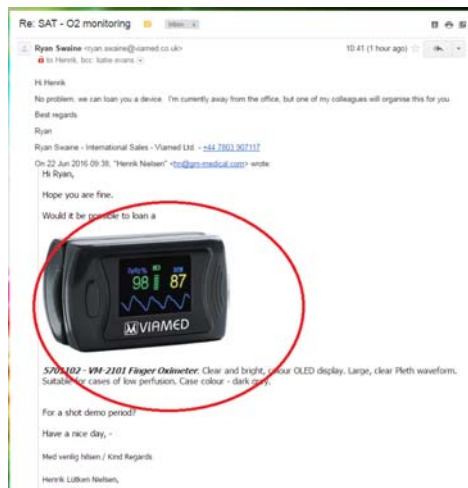 Re: SAT - O2 monitoring
Inbox x
Ryan Swaine <ryan.swaine@viamed.co.uk>
10:41 (1 hour ago)
to Henrik, bcc: katie.evans
Hi Henrik
No problem, we can loan you a device. I'm currently away from the office, but one of my colleagues will organise this for you.
Best regards
Ryan
Ryan Swaine - International Sales - Viamed Ltd. - +44 7803 907117
On 22 Jun 2016 09:38, "Henrik Nielsen" <hn@gm-medical.com> wrote:
Hi Ryan,
Hope you are fine.
Would it be possible to loan a
98 87
VIAMED
5701102 - VM-2101 Finger Oximeter. Clear and bright, colour OLED display. Large, clear Pleth waveform.
Suitable for cases of low perfusion. Case colour - dark grey.
For a shot demo period?
Have a nice day, -
Med venlig hilsen / Kind Regards
Henrik Lütken Nielsen,